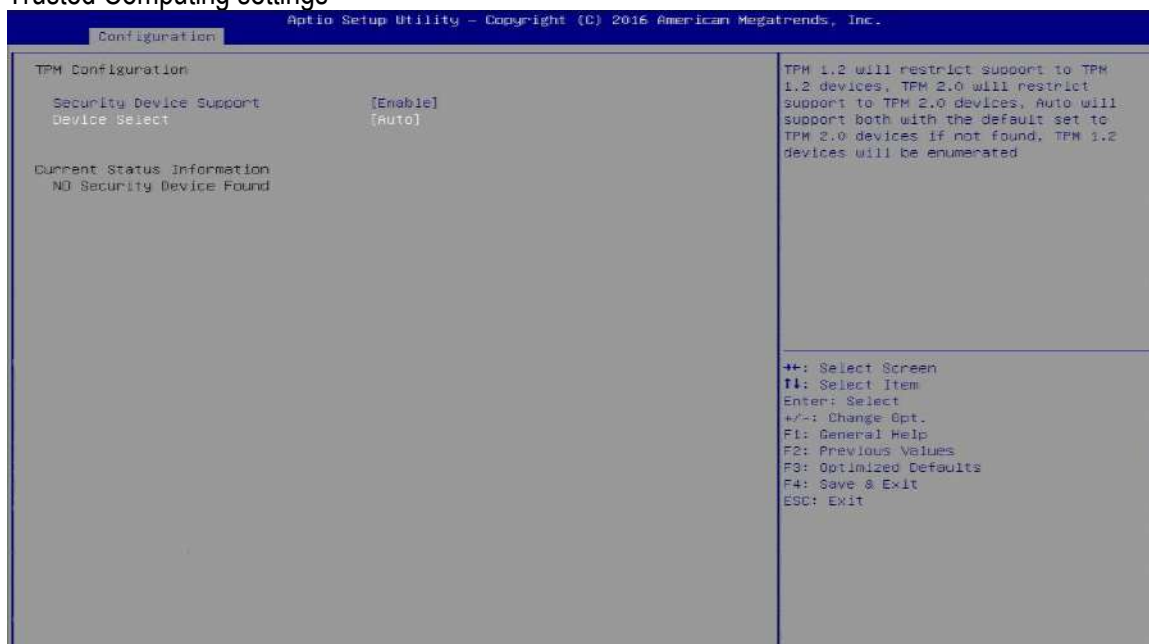 Trusted Computing settings
Aptio Setup Utility – Copyright (C) 2016 American Megatrends, Inc.
Configuration
TPM Configuration
Security Device Support [Enable]
Device Select [Auto]
Current Status Information
NO Security Device Found
TPM 1.2 will restrict support to TPM
1.2 devices, TPM 2.0 will restrict
support to TPM 2.0 devices, Auto will
support both with the default set to
TPM 2.0 devices if not found, TPM 1.2
devices will be enumerated
→←: Select Screen
↑↓: Select Item
Enter: Select
+/-: Change Opt.
F1: General Help
F2: Previous Values
F3: Optimized Defaults
F4: Save & Exit
ESC: Exit